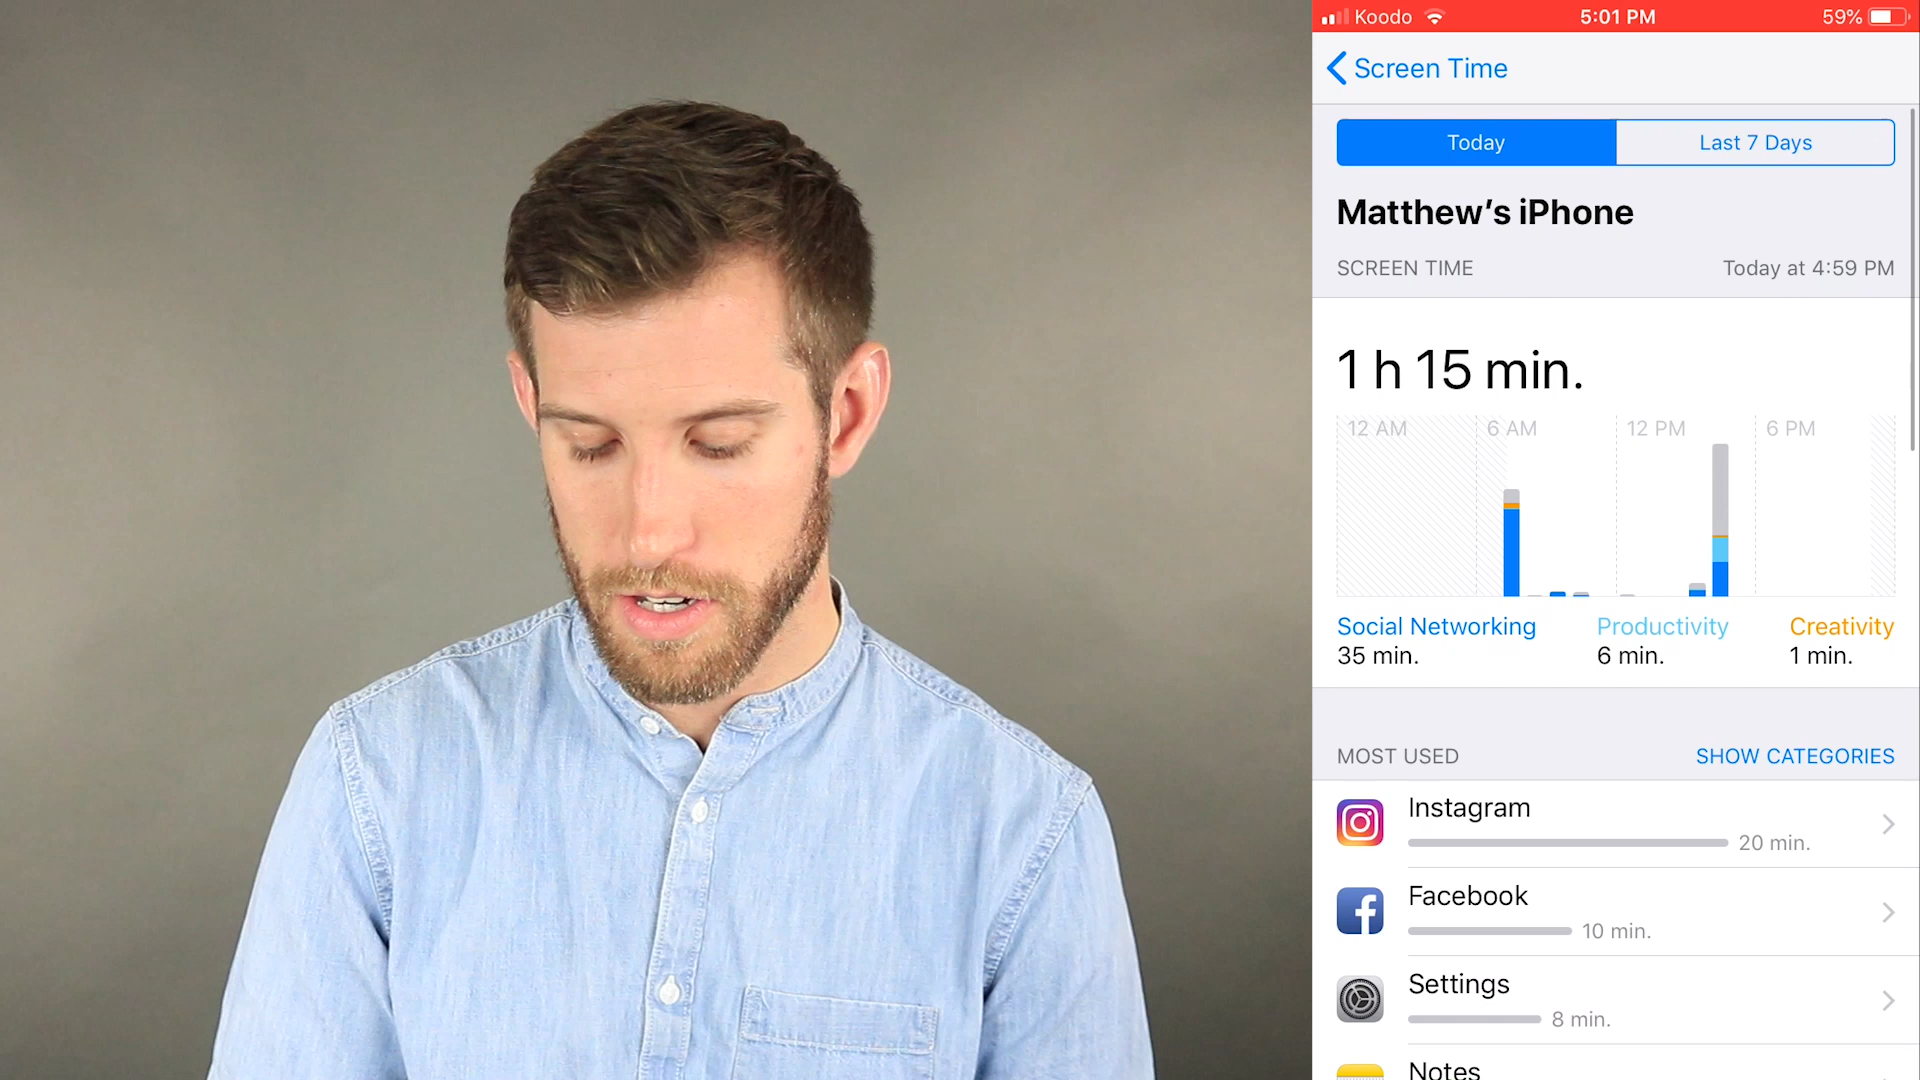 Koodo 5:01 PM 59%
Screen Time
Today Last 7 Days
Matthew's iPhone
SCREEN TIME Today at 4:59 PM
1 h 15 min.
12 AM 6 AM 12 PM 6 PM
Social Networking Productivity Creativity
35 min. 6 min. 1 min.
MOST USED SHOW CATEGORIES
Instagram
20 min.
Facebook
10 min.
Settings
8 min.
Notes